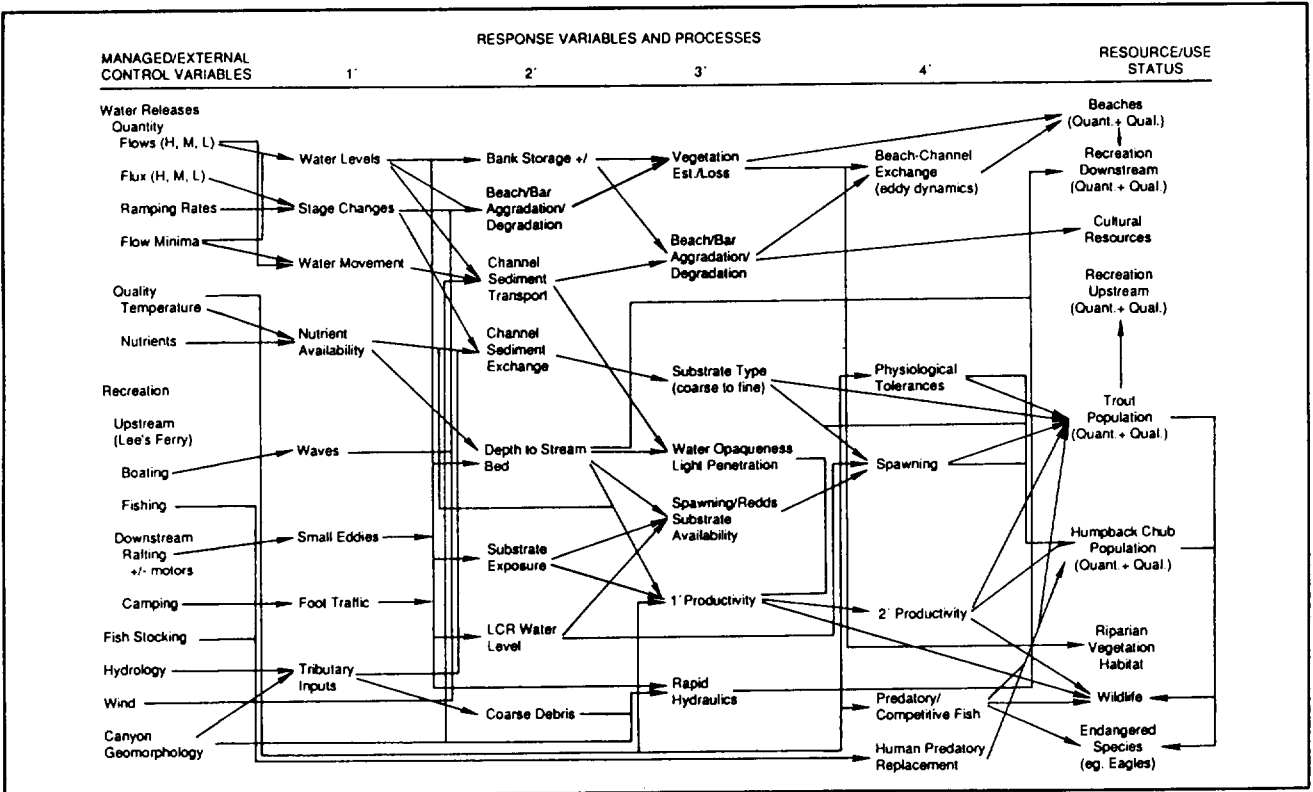 RESPONSE VARIABLES AND PROCESSES
MANAGED/EXTERNAL
CONTROL VARIABLES
1'
2'
3'
4'
RESOURCE/USE
STATUS
Water Releases
Quantity
Flows (H, M, L)
Flux (H, M, L)
Ramping Rates
Flow Minima
Quality
Temperature
Nutrients
Recreation
Upstream
(Lee's Ferry)
Boating
Fishing
Downstream
Rafting
+/- motors
Camping
Fish Stocking
Hydrology
Wind
Canyon
Geomorphology
Water Levels
Stage Changes
Water Movement
Nutrient
Availability
Waves
Small Eddies
Foot Traffic
Tributary
Inputs
Bank Storage +/
Beach/Bar
Aggradation/
Degradation
Channel
Sediment
Transport
Channel
Sediment
Exchange
Depth to Stream
Bed
Substrate
Exposure
LCR Water
Level
Coarse Debris
Vegetation
Est./Loss
Beach/Bar
Aggradation/
Degradation
Substrate Type
(coarse to fine)
Water Opaqueness
Light Penetration
Spawning/Redds
Substrate
Availability
1' Productivity
Rapid
Hydraulics
Beach-Channel
Exchange
(eddy dynamics)
Physiological
Tolerances
Spawning
2' Productivity
Predatory/
Competitive Fish
Human Predatory
Replacement
Beaches
(Quant.+ Qual.)
Recreation
Downstream
(Quant.+ Qual.)
Cultural
Resources
Recreation
Upstream
(Quant.+ Qual.)
Trout
Population
(Quant.+ Qual.)
Humpback Chub
Population
(Quant.+ Qual.)
Riparian
Vegetation
Habitat
Wildlife
Endangered
Species
(eg. Eagles)